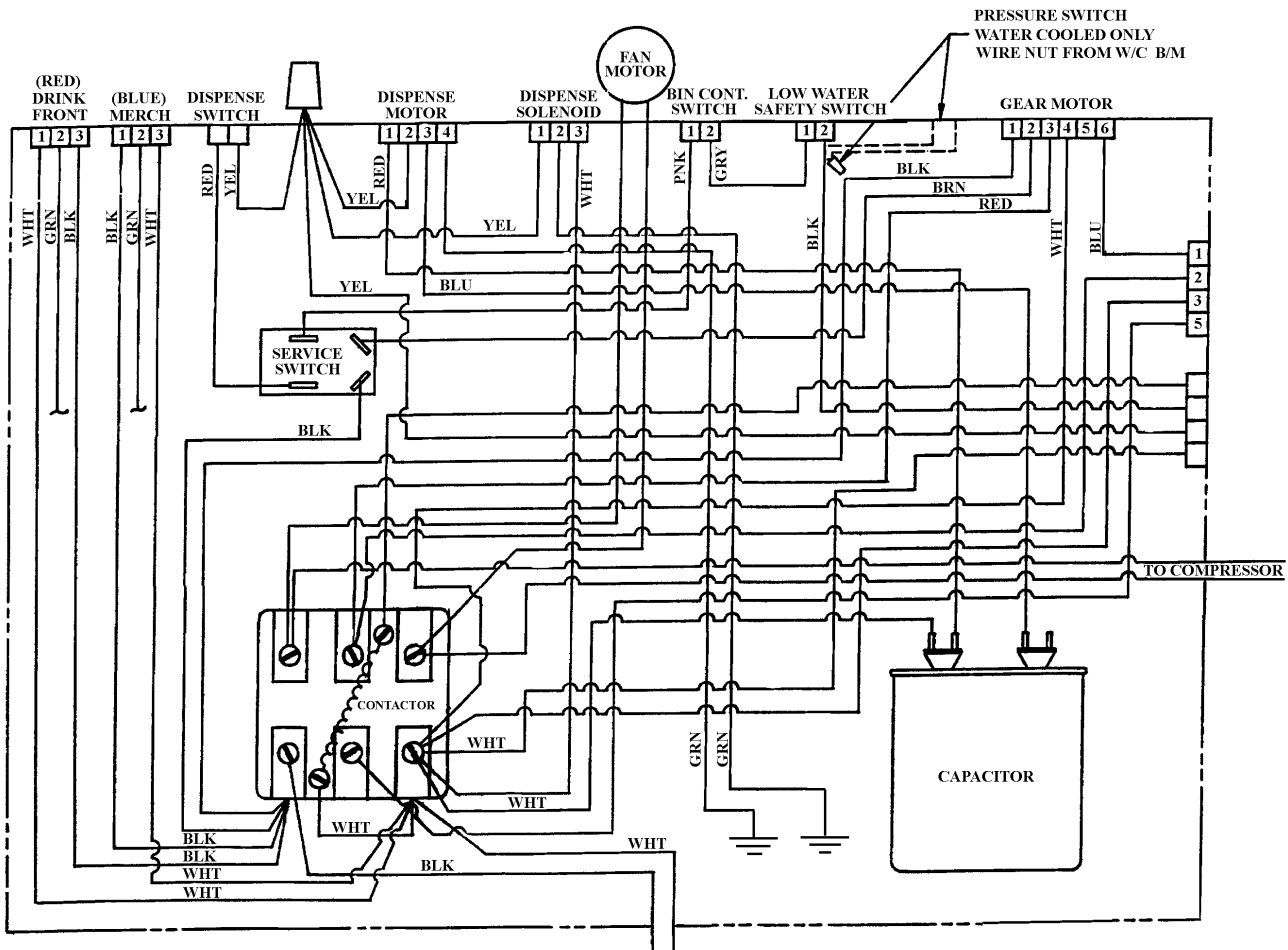 PRESSURE SWITCH
WATER COOLED ONLY
WIRE NUT FROM W/C B/M
FAN
MOTOR
(RED)
DRINK
FRONT
(BLUE)
MERCH
DISPENSE
SWITCH
DISPENSE
MOTOR
DISPENSE
SOLENOID
BIN CONT.
SWITCH
LOW WATER
SAFETY SWITCH
GEAR MOTOR
1 2 3
1 2 3
1 2 3 4
1 2 3
1 2
1 2
1 2 3 4 5 6
WHT
GRN
BLK
BLK
GRN
WHT
RED
YEL
YEL
RED
YEL
WHT
PNK
GRY
BLK
BLK
BRN
RED
WHT
BLU
1
2
3
5
YEL
BLU
SERVICE
SWITCH
BLK
TO COMPRESSOR
CONTACTOR
WHT
GRN
GRN
CAPACITOR
WHT
WHT
BLK
BLK
WHT
WHT
BLK
WHT